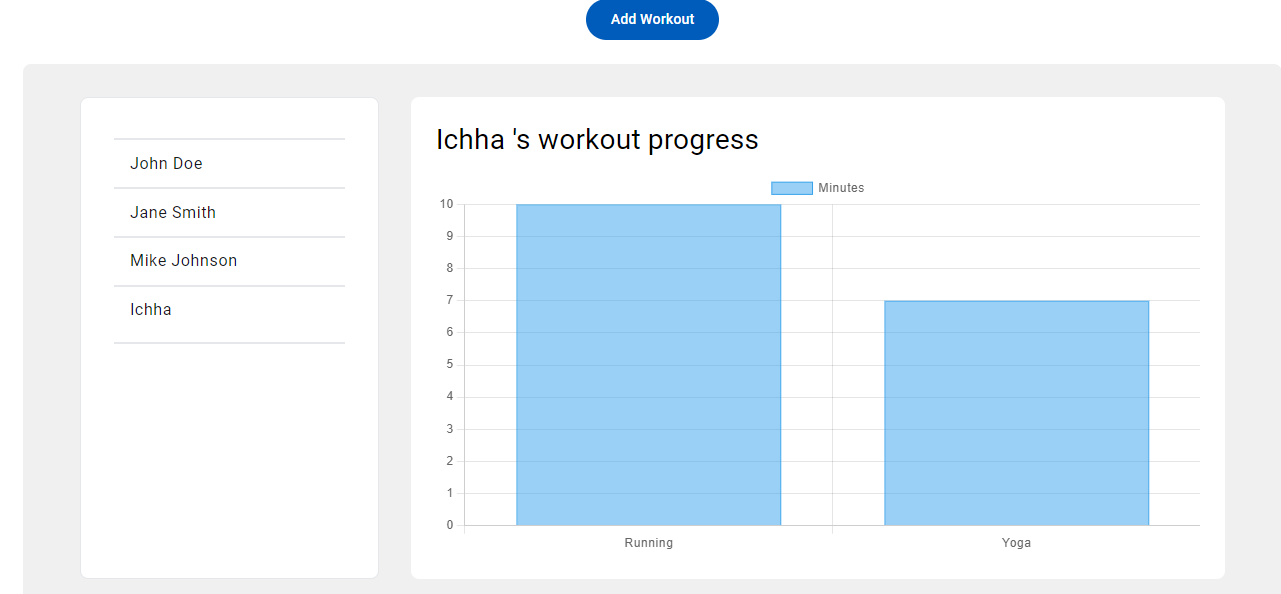 Add Workout
John Doe
Jane Smith
Mike Johnson
Ichha
Ichha 's workout progress
Minutes
10
9
8
7
6
5
4
3
2
1
0
Running Yoga